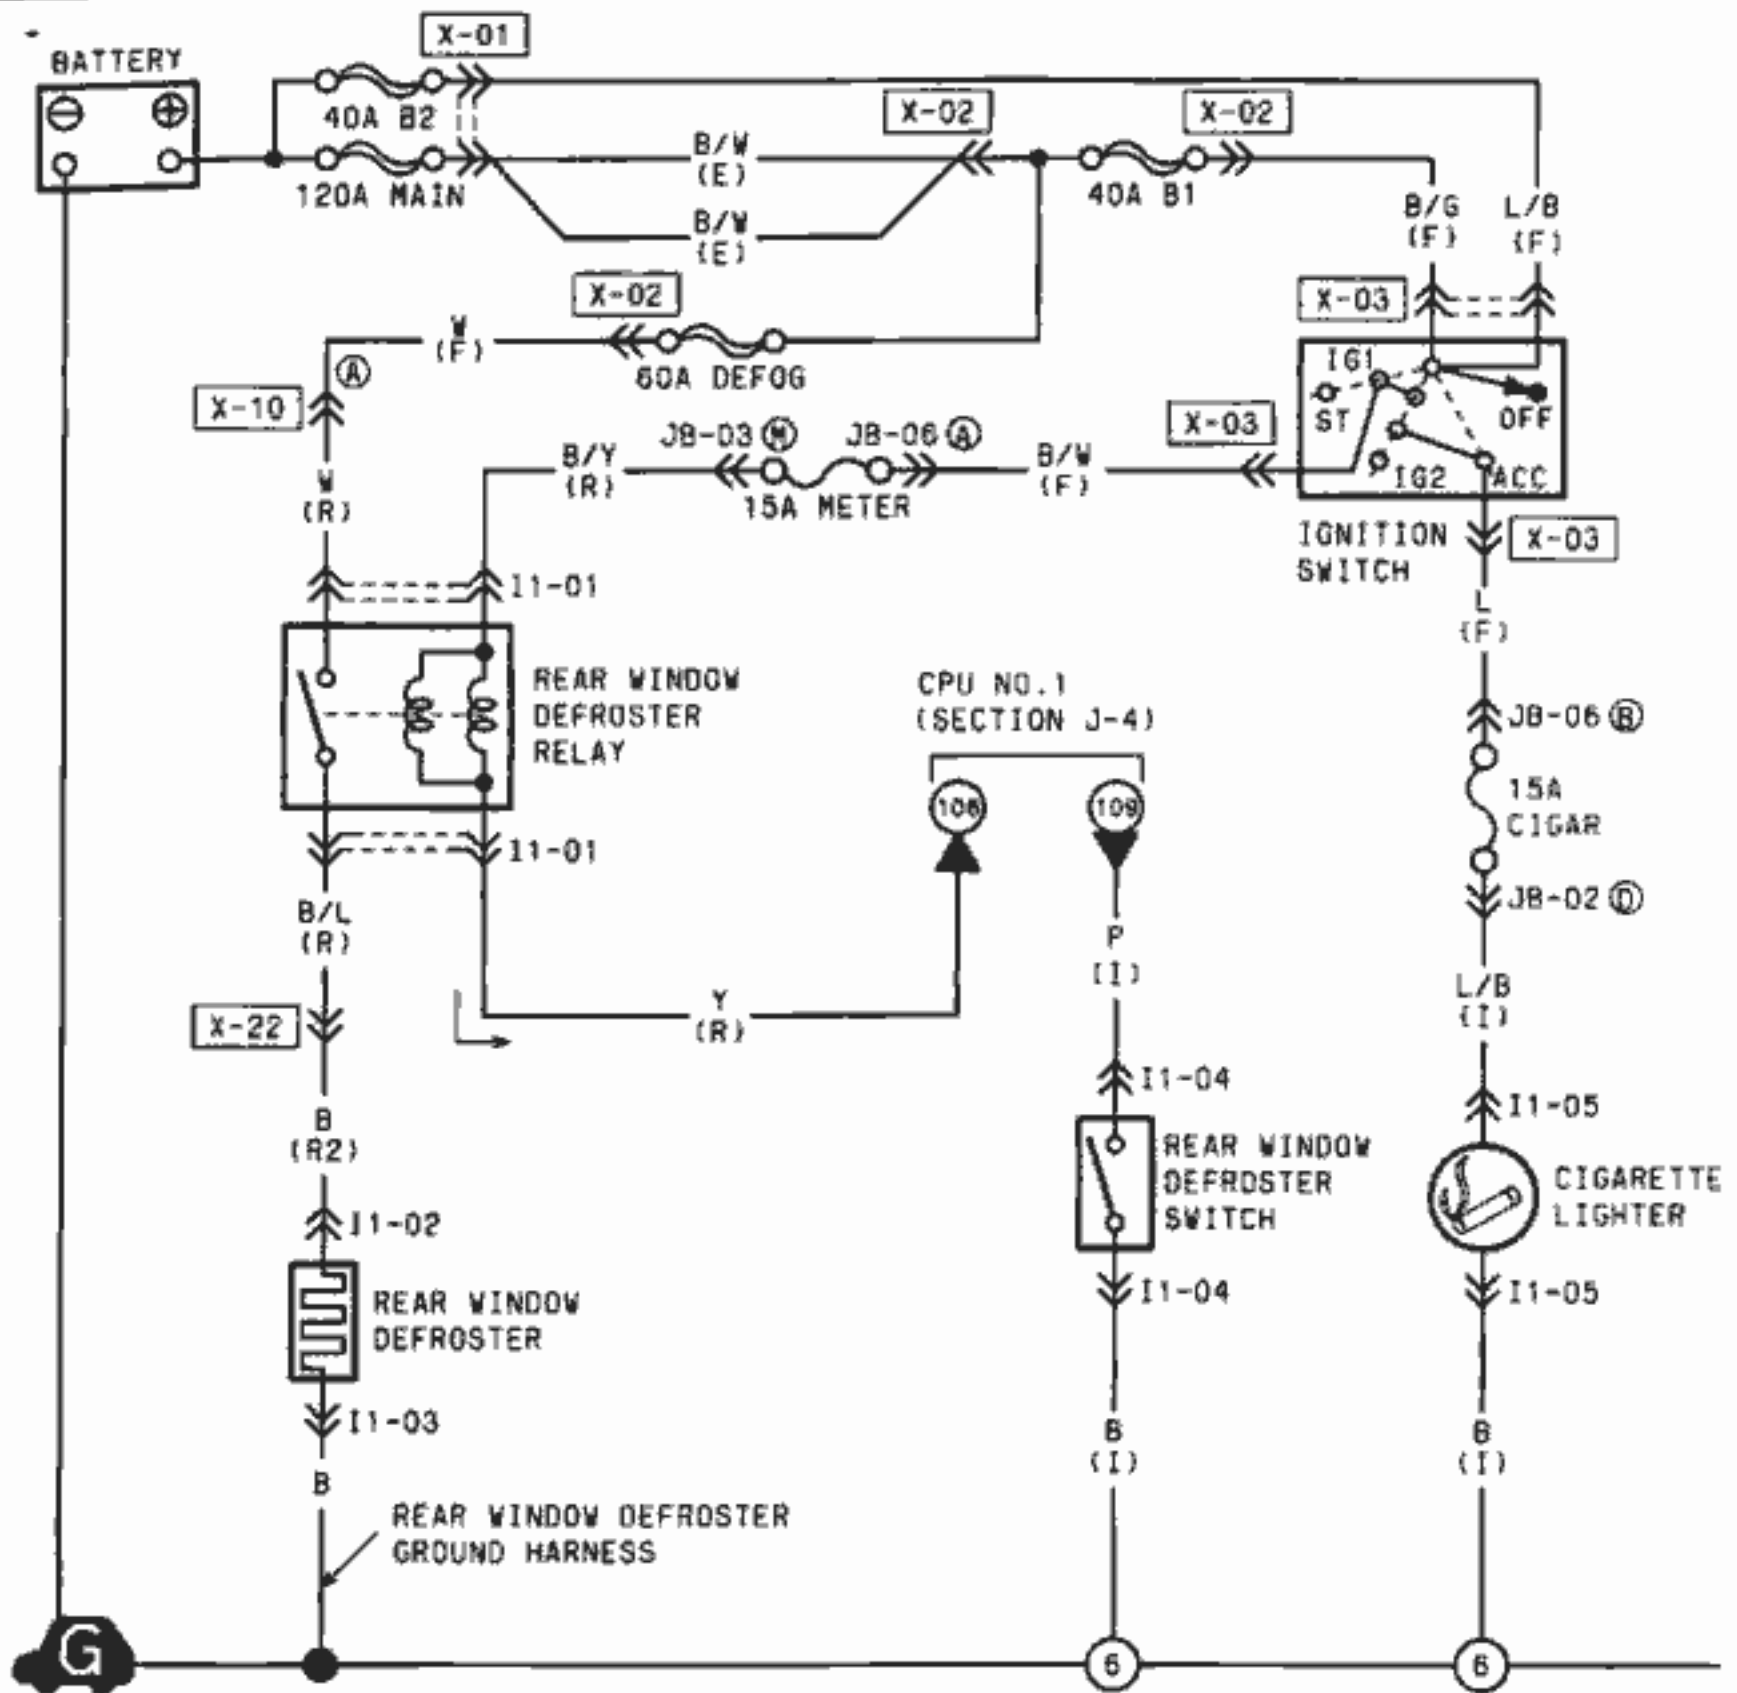 X-01
BATTERY
40A B2
X-02
X-02
B/W
(E)
120A MAIN
40A B1
B/W
(E)
B/G
(F)
L/B
(F)
X-02
X-03
W
(F)
60A DEFOG
A
X-10
IG1
ST
OFF
IG2
ACC
X-03
JB-03 M
JB-06 A
B/Y
(R)
15A METER
B/W
(F)
W
(R)
IGNITION
SWITCH
X-03
I1-01
L
(F)
REAR WINDOW
DEFROSTER
RELAY
CPU NO.1
(SECTION J-4)
JB-06
109
15A
CIGAR
I1-01
JB-02 D
B/L
(R)
P
(I)
L/B
(I)
X-22
Y
(R)
I1-04
I1-05
B
(R2)
REAR WINDOW
DEFROSTER
SWITCH
CIGARETTE
LIGHTER
I1-02
I1-04
I1-05
REAR WINDOW
DEFROSTER
I1-03
B
(I)
B
(I)
B
REAR WINDOW DEFROSTER
GROUND HARNESS
G
6
6